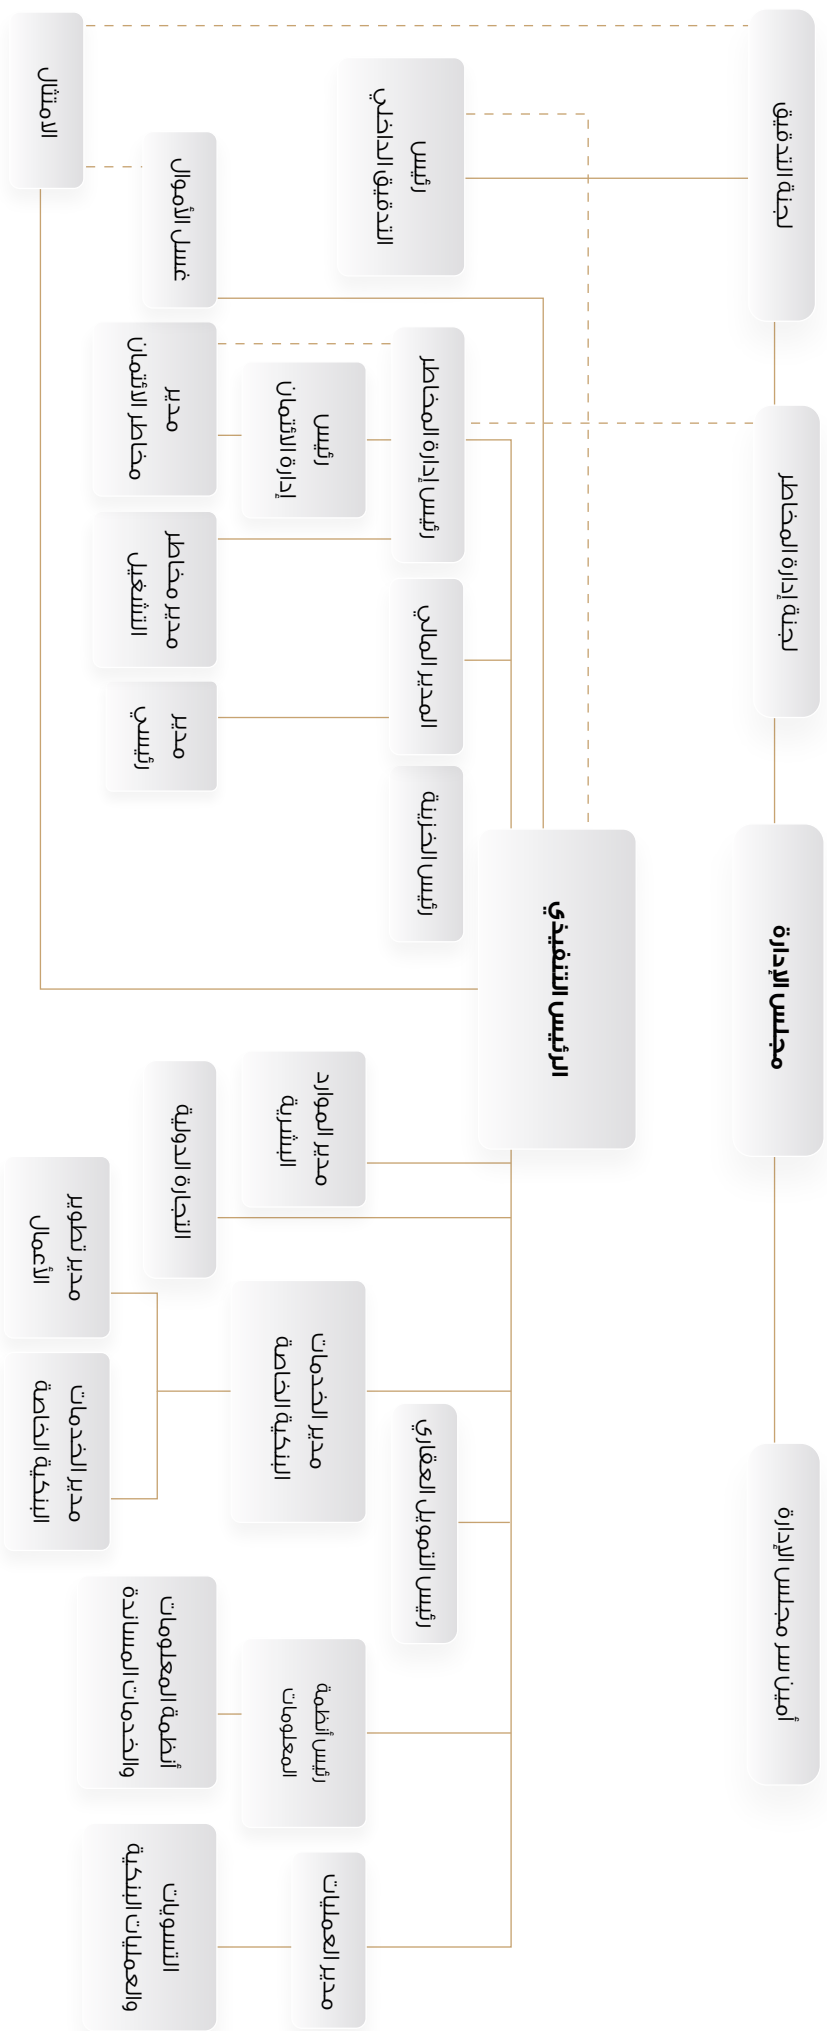 لجنة التدقيق
لجنة إدارة المخاطر
مجلس الإدارة
أمين سر مجلس الإدارة
الرئيس التنفيذي
رئيس
التدقيق الداخلي
الامتثال
غسل الأموال
رئيس إدارة المخاطر
رئيس
إدارة الائتمان
مدير
مخاطر الائتمان
مدير مخاطر
التشغيل
المدير المالي
مدير
رئيسي
رئيس الخزينة
مدير الموارد
البشرية
التجارة الدولية
مدير الخدمات
البنكية الخاصة
مدير تطوير
الأعمال
مدير الخدمات
البنكية الخاصة
رئيس التمويل العقاري
رئيس أنظمة
المعلومات
أنظمة المعلومات
والخدمات المساندة
مدير العمليات
التسويات
والعمليات البنكية